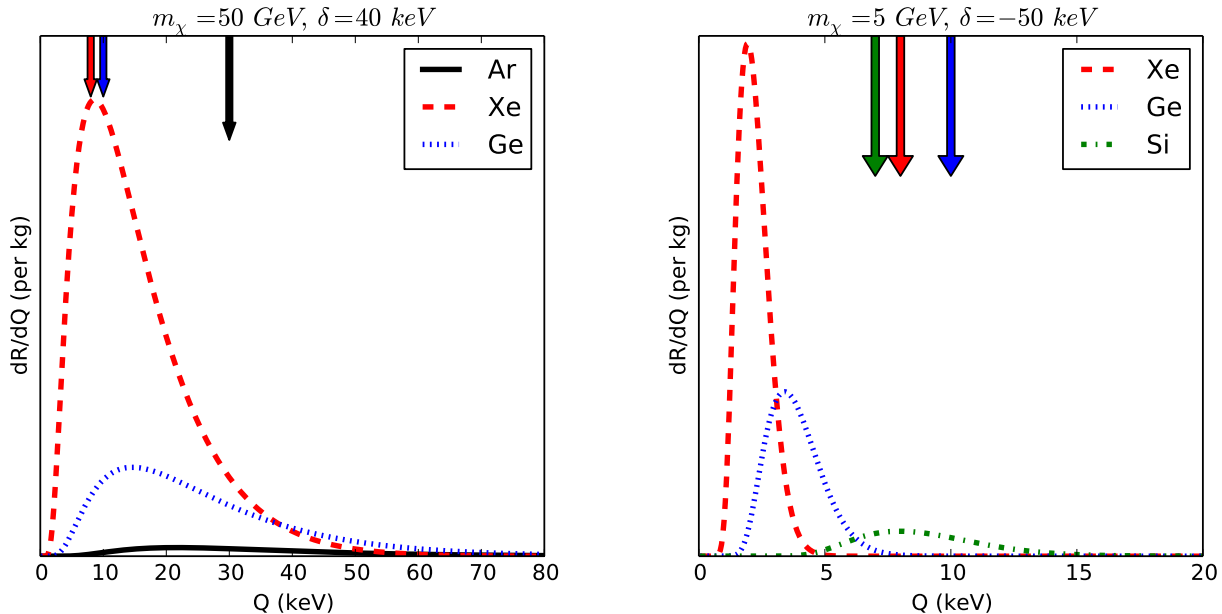 m_χ = 50 GeV, δ = 40 keV
dR/dQ (per kg)
Ar
Xe
Ge
0 10 20 30 40 50 60 70 80
Q (keV)
m_χ = 5 GeV, δ = −50 keV
dR/dQ (per kg)
Xe
Ge
Si
0 5 10 15 20
Q (keV)